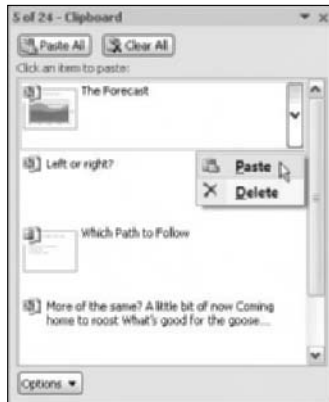 5 of 24 - Clipboard
Paste All Clear All
Click an item to paste:
The Forecast
Left or right?
Paste
Delete
Which Path to Follow
More of the same? A little bit of now Coming
home to roost What's good for the goose...
Options